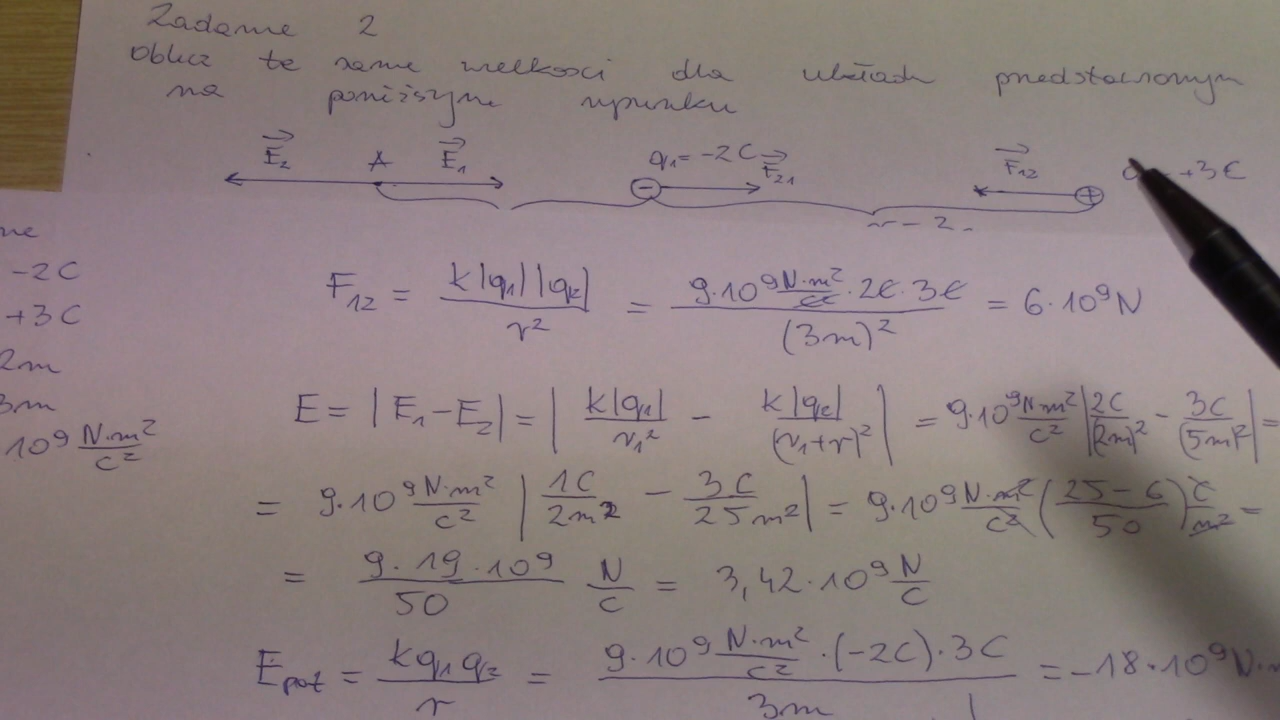 Zadanie 2
Oblicz te same wielkości dla układu przedstawionym
na poniższym rysunku
E₂ A E₁ q₁ = -2C F₂₁ F₁₂ +3C
ne
-2C
+3C
2m
3m
10⁹ N·m²/C²
F₁₂ = k|q₁||q₂| / r² = 9·10⁹ N·m²/C² · 2C · 3C / (3m)² = 6·10⁹ N
E = |E₁ - E₂| = | k|q₁| / r₁² - k|q₂| / (r₁+r)² | = 9·10⁹ N·m²/C² | 2C/(2m)² - 3C/(5m)² | =
= 9·10⁹ N·m²/C² | 1C/2m² - 3C/25m² | = 9·10⁹ N·m²/C² (25-6 / 50) C/m² =
= 9·19·10⁹ / 50 N/C = 3,42·10⁹ N/C
E_pot = kq₁q₂ / r = 9·10⁹ N·m²/C² · (-2C) · 3C / 3m = -18·10⁹ N·m